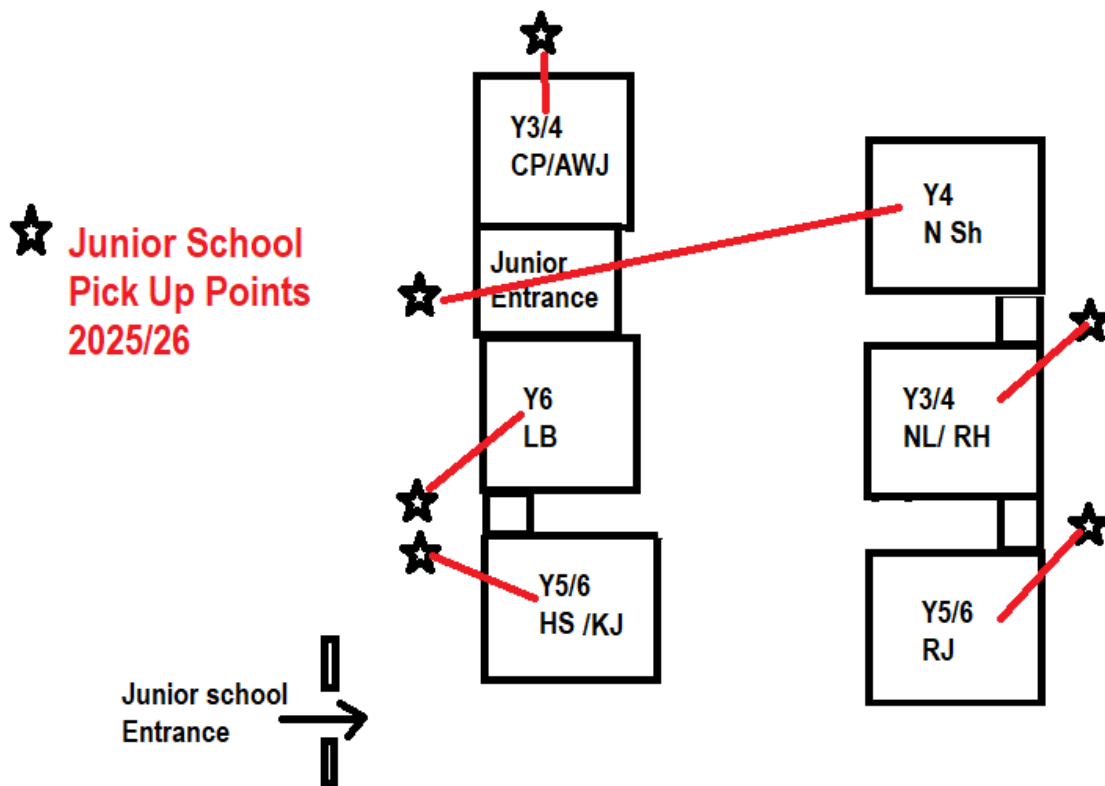 Junior School
Pick Up Points
2025/26
Y3/4
CP/AWJ
Junior
Entrance
Y6
LB
Y5/6
HS /KJ
Y4
N Sh
Y3/4
NL/ RH
Y5/6
RJ
Junior school
Entrance